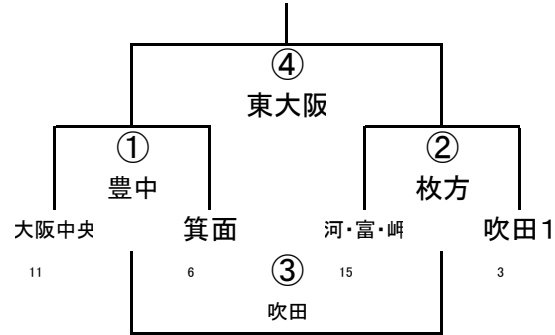 ④
東大阪
① ②
豊中 枚方
大阪中央 箕面 河・富・岬 吹田1
11 6 ③ 15 3
吹田